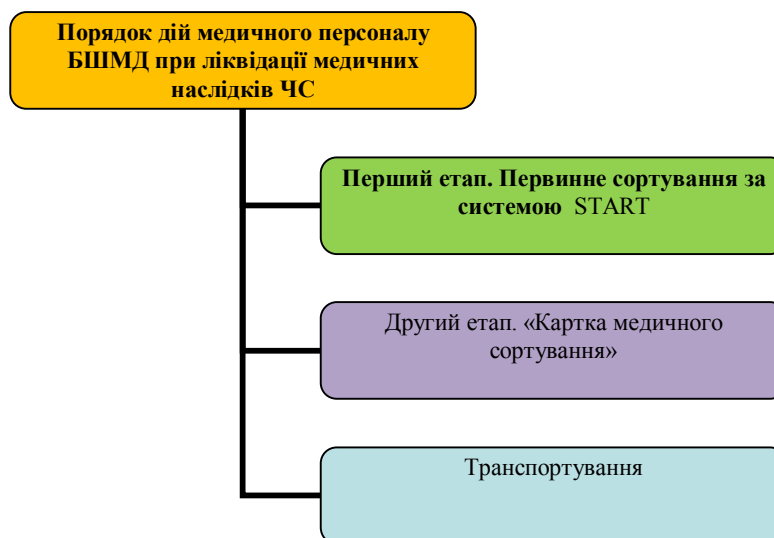 Порядок дій медичного персоналу
БШМД при ліквідації медичних
наслідків ЧС
Перший етап. Первинне сортування за
системою START
Другий етап. «Картка медичного
сортування»
Транспортування